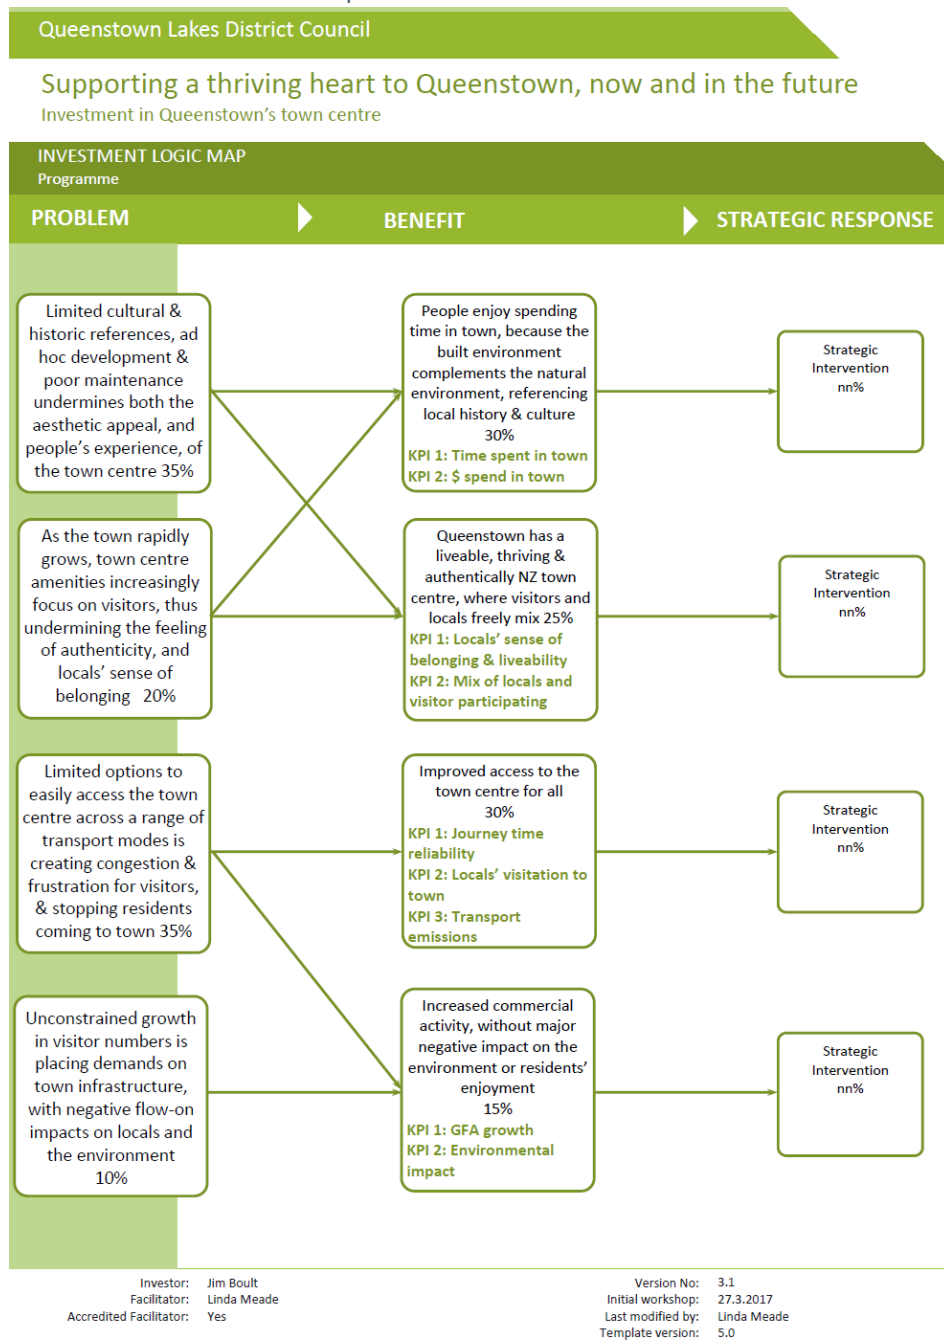 Queenstown Lakes District Council
Supporting a thriving heart to Queenstown, now and in the future
Investment in Queenstown's town centre
INVESTMENT LOGIC MAP
Programme
PROBLEM
BENEFIT
STRATEGIC RESPONSE
Limited cultural &
historic references, ad
hoc development &
poor maintenance
undermines both the
aesthetic appeal, and
people's experience, of
the town centre 35%
People enjoy spending
time in town, because the
built environment
complements the natural
environment, referencing
local history & culture
30%
KPI 1: Time spent in town
KPI 2: $ spend in town
Strategic
Intervention
nn%
As the town rapidly
grows, town centre
amenities increasingly
focus on visitors, thus
undermining the feeling
of authenticity, and
locals' sense of
belonging 20%
Queenstown has a
liveable, thriving &
authentically NZ town
centre, where visitors and
locals freely mix 25%
KPI 1: Locals' sense of
belonging & liveability
KPI 2: Mix of locals and
visitor participating
Strategic
Intervention
nn%
Limited options to
easily access the town
centre across a range of
transport modes is
creating congestion &
frustration for visitors,
& stopping residents
coming to town 35%
Improved access to the
town centre for all
30%
KPI 1: Journey time
reliability
KPI 2: Locals' visitation to
town
KPI 3: Transport
emissions
Strategic
Intervention
nn%
Unconstrained growth
in visitor numbers is
placing demands on
town infrastructure,
with negative flow-on
impacts on locals and
the environment
10%
Increased commercial
activity, without major
negative impact on the
environment or residents'
enjoyment
15%
KPI 1: GFA growth
KPI 2: Environmental
impact
Strategic
Intervention
nn%
Investor: Jim Boult
Facilitator: Linda Meade
Accredited Facilitator: Yes
Version No: 3.1
Initial workshop: 27.3.2017
Last modified by: Linda Meade
Template version: 5.0